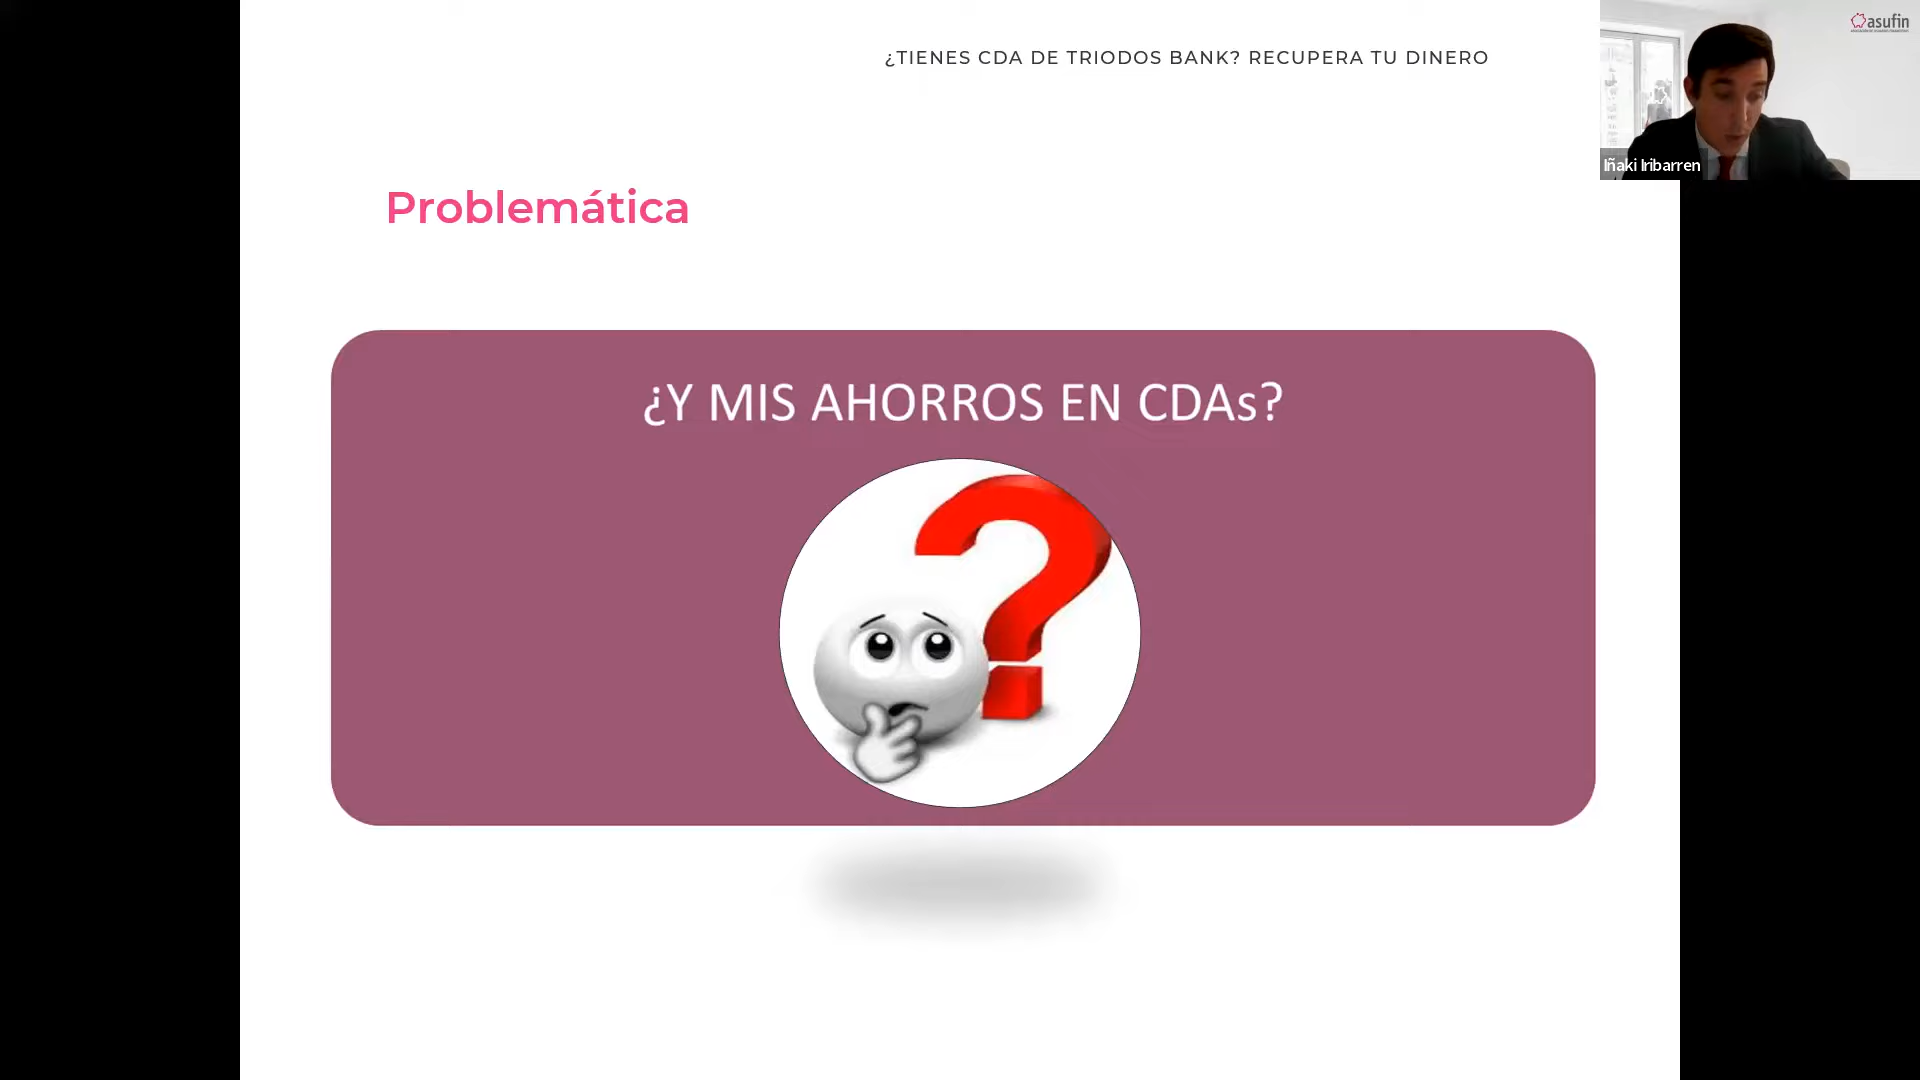 ¿TIENES CDA DE TRIODOS BANK? RECUPERA TU DINERO
asufin
Iñaki Iribarren
Problemática
¿Y MIS AHORROS EN CDAs?